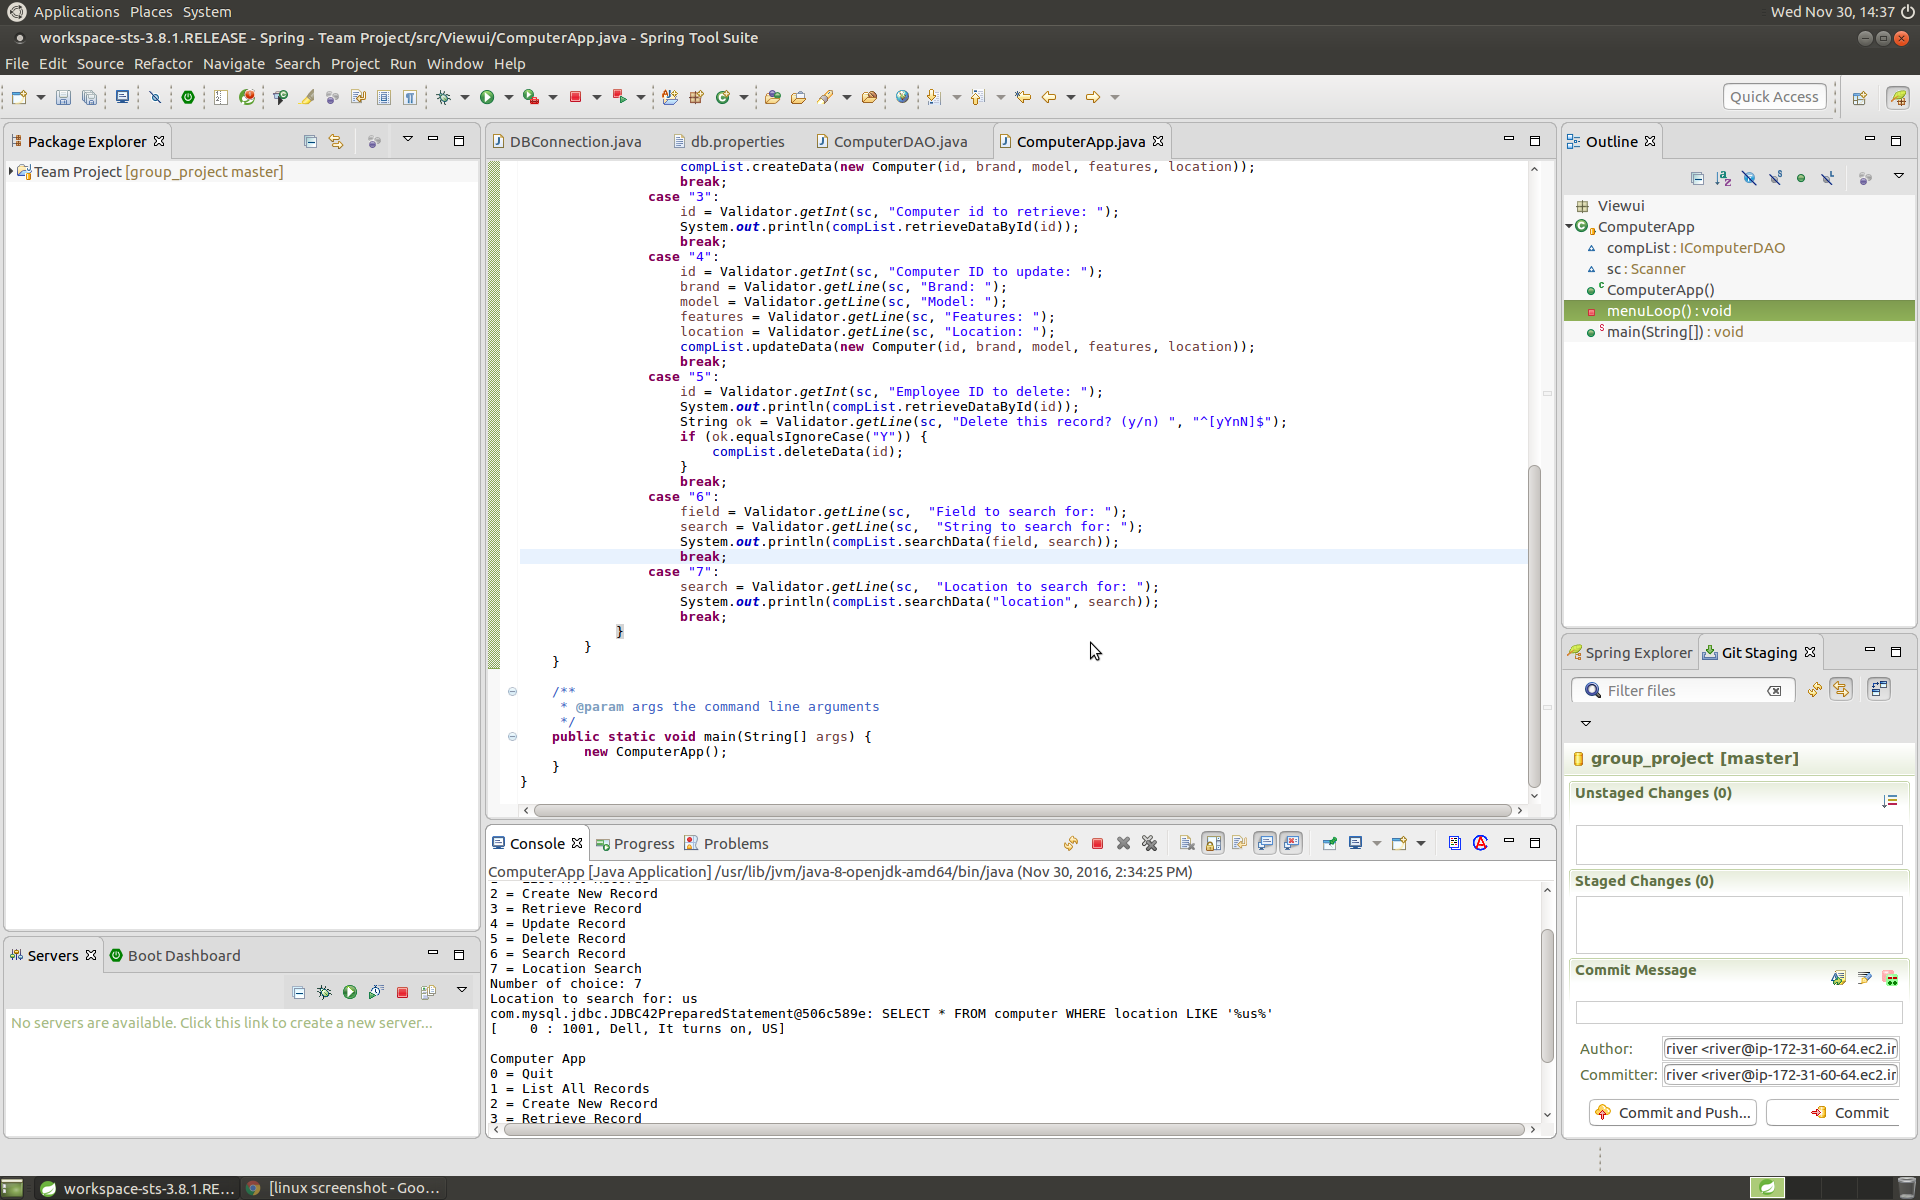 Applications Places System
Wed Nov 30, 14:37
workspace-sts-3.8.1.RELEASE - Spring - Team Project/src/Viewui/ComputerApp.java - Spring Tool Suite
File Edit Source Refactor Navigate Search Project Run Window Help
Quick Access
Package Explorer
Team Project [group_project master]
DBConnection.java db.properties ComputerDAO.java ComputerApp.java
compList.createData(new Computer(id, brand, model, features, location));
break;
case "3":
id = Validator.getInt(sc, "Computer id to retrieve: ");
System.out.println(compList.retrieveDataById(id));
break;
case "4":
id = Validator.getInt(sc, "Computer ID to update: ");
brand = Validator.getLine(sc, "Brand: ");
model = Validator.getLine(sc, "Model: ");
features = Validator.getLine(sc, "Features: ");
location = Validator.getLine(sc, "Location: ");
compList.updateData(new Computer(id, brand, model, features, location));
break;
case "5":
id = Validator.getInt(sc, "Employee ID to delete: ");
System.out.println(compList.retrieveDataById(id));
String ok = Validator.getLine(sc, "Delete this record? (y/n) ", "^[yYnN]$");
if (ok.equalsIgnoreCase("Y")) {
compList.deleteData(id);
}
break;
case "6":
field = Validator.getLine(sc,  "Field to search for: ");
search = Validator.getLine(sc,  "String to search for: ");
System.out.println(compList.searchData(field, search));
break;
case "7":
search = Validator.getLine(sc,  "Location to search for: ");
System.out.println(compList.searchData("location", search));
break;
}
}
}
/**
* @param args the command line arguments
*/
public static void main(String[] args) {
new ComputerApp();
}
}
Outline
Viewui
ComputerApp
compList : IComputerDAO
sc : Scanner
ComputerApp()
menuLoop() : void
main(String[]) : void
Spring Explorer Git Staging
Filter files
group_project [master]
Unstaged Changes (0)
Staged Changes (0)
Commit Message
Author: river <river@ip-172-31-60-64.ec2.ir
Committer: river <river@ip-172-31-60-64.ec2.ir
Commit and Push... Commit
Servers Boot Dashboard
No servers are available. Click this link to create a new server...
Console Progress Problems
ComputerApp [Java Application] /usr/lib/jvm/java-8-openjdk-amd64/bin/java (Nov 30, 2016, 2:34:25 PM)
2 = Create New Record
3 = Retrieve Record
4 = Update Record
5 = Delete Record
6 = Search Record
7 = Location Search
Number of choice: 7
Location to search for: us
com.mysql.jdbc.JDBC42PreparedStatement@506c589e: SELECT * FROM computer WHERE location LIKE '%us%'
[    0 : 1001, Dell, It turns on, US]
Computer App
0 = Quit
1 = List All Records
2 = Create New Record
3 = Retrieve Record
workspace-sts-3.8.1.RE... [linux screenshot - Goo...